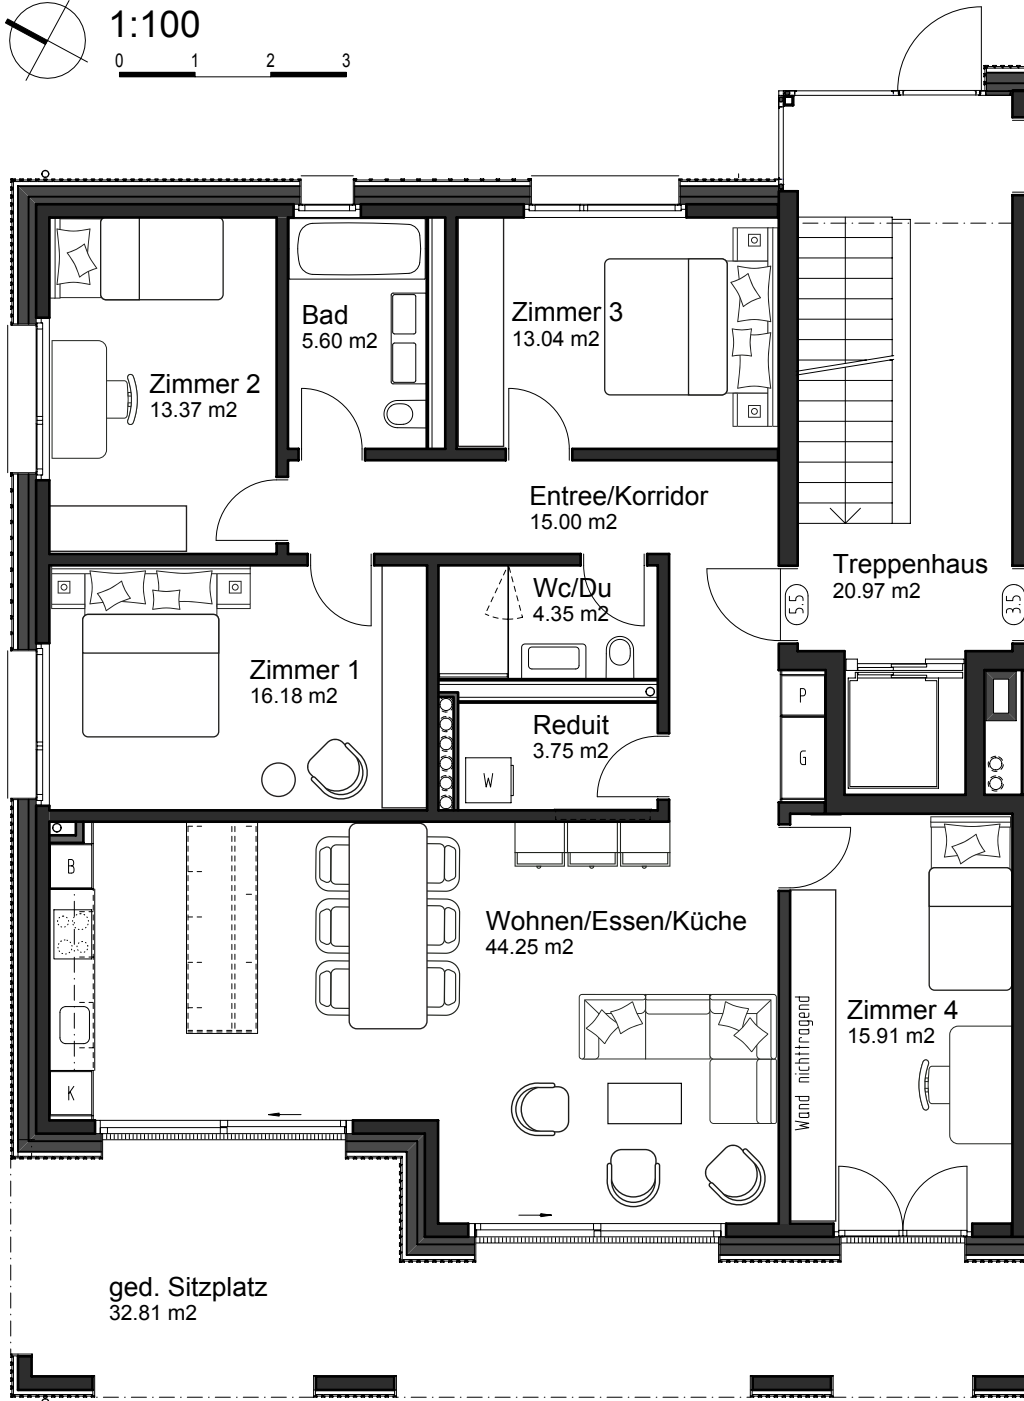 1:100
0 1 2 3
Bad
5.60 m2
Zimmer 3
13.04 m2
Zimmer 2
13.37 m2
Entree/Korridor
15.00 m2
Treppenhaus
20.97 m2
5.5
3.5
Wc/Du
4.35 m2
Zimmer 1
16.18 m2
P
Reduit
3.75 m2
G
W
B
Wohnen/Essen/Küche
44.25 m2
Zimmer 4
15.91 m2
Wand nichttragend
K
ged. Sitzplatz
32.81 m2